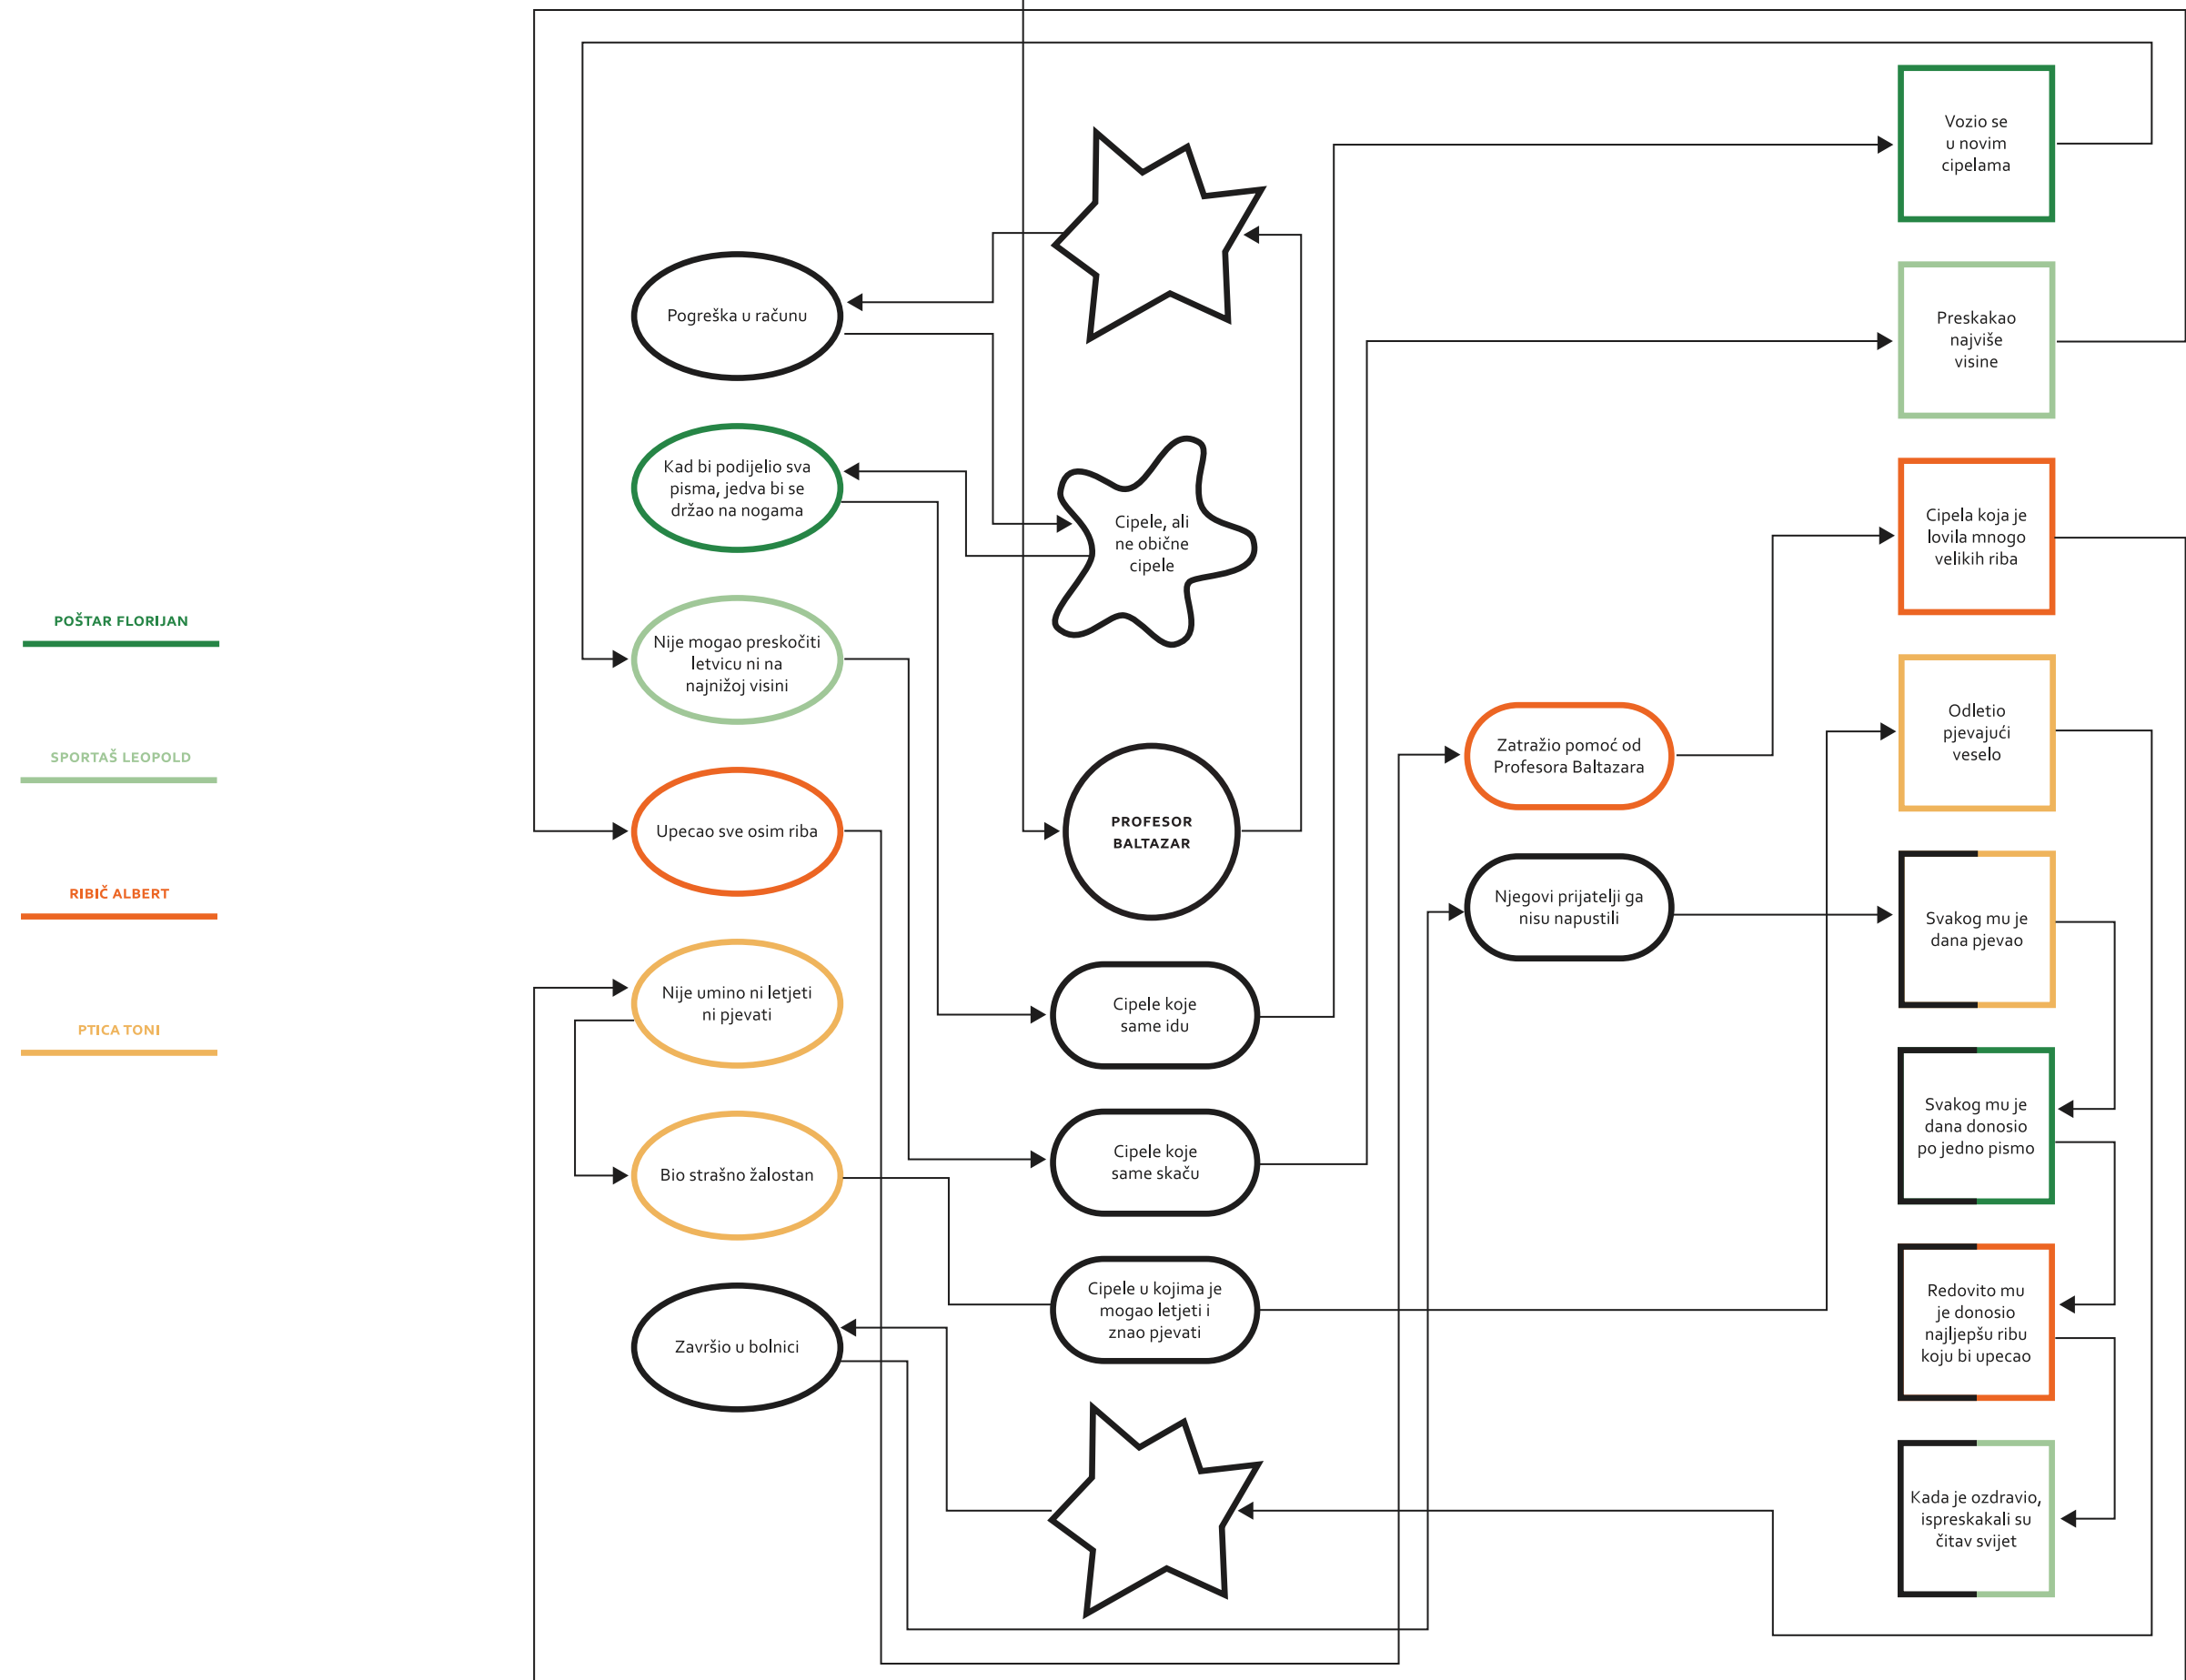 POŠTAR FLORIJAN
SPORTAŠ LEOPOLD
RIBIČ ALBERT
PTICA TONI
Pogreška u računu
Kad bi podijelio sva
pisma, jedva bi se
držao na nogama
Nije mogao preskočiti
letvicu ni na
najnižoj visini
Upecao sve osim riba
Nije umino ni letjeti
ni pjevati
Bio strašno žalostan
Završio u bolnici
Cipele, ali
ne obične
cipele
PROFESOR
BALTAZAR
Cipele koje
same idu
Cipele koje
same skaču
Cipele u kojima je
mogao letjeti i
znao pjevati
Zatražio pomoć od
Profesora Baltazara
Njegovi prijatelji ga
nisu napustili
Vozio se
u novim
cipelama
Preskakao
najviše
visine
Cipela koja je
lovila mnogo
velikih riba
Odletio
pjevajući
veselo
Svakog mu je
dana pjevao
Svakog mu je
dana donosio
po jedno pismo
Redovito mu
je donosio
najljepšu ribu
koju bi upecao
Kada je ozdravio,
ispreskakali su
čitav svijet